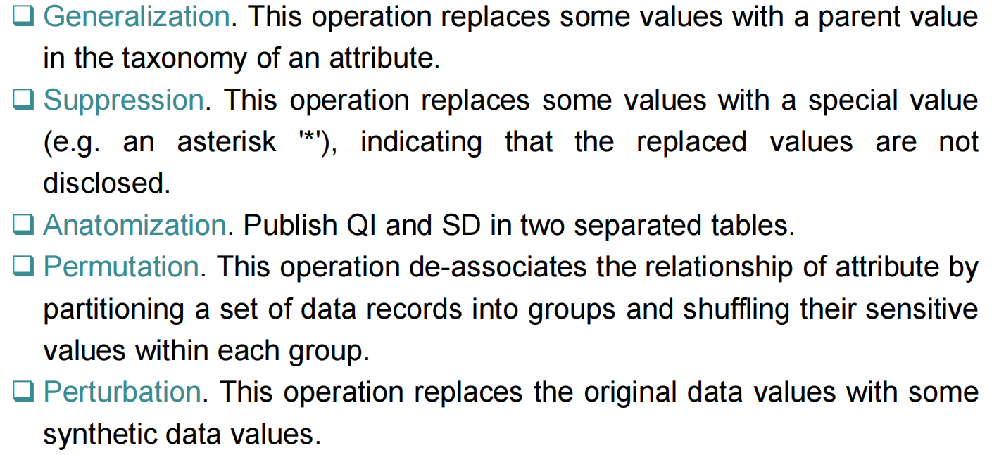 ❑ Generalization. This operation replaces some values with a parent value
in the taxonomy of an attribute.
❑ Suppression. This operation replaces some values with a special value
(e.g. an asterisk '*'), indicating that the replaced values are not
disclosed.
❑ Anatomization. Publish QI and SD in two separated tables.
❑ Permutation. This operation de-associates the relationship of attribute by
partitioning a set of data records into groups and shuffling their sensitive
values within each group.
❑ Perturbation. This operation replaces the original data values with some
synthetic data values.